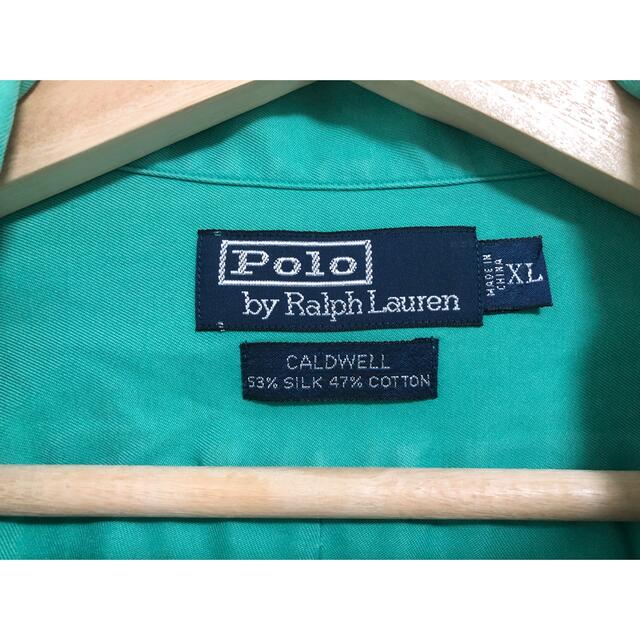 Polo
by Ralph Lauren
MADE IN
CHINA
XL
CALDWELL
53% SILK 47% COTTON